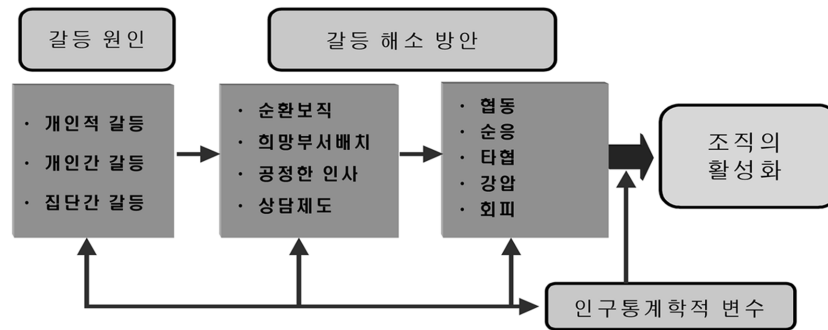 갈등 원인
갈등 해소 방안
· 개인적 갈등
· 개인간 갈등
· 집단간 갈등
· 순환보직
· 희망부서배치
· 공정한 인사
· 상담제도
· 협동
· 순응
· 타협
· 강압
· 회피
조직의
활성화
인구통계학적 변수